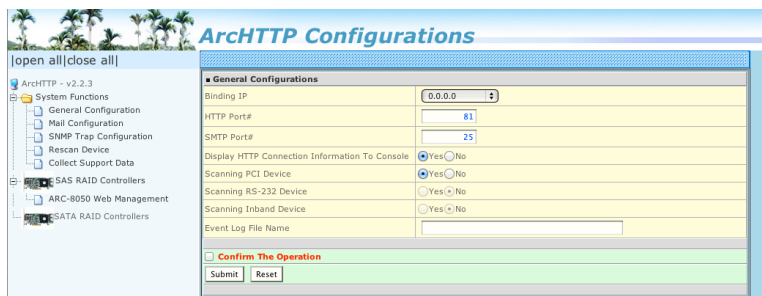 ArcHTTP Configurations
|open all|close all|
ArcHTTP - v2.2.3
System Functions
General Configuration
Mail Configuration
SNMP Trap Configuration
Rescan Device
Collect Support Data
SAS RAID Controllers
ARC-8050 Web Management
SATA RAID Controllers
General Configurations
Binding IP 0.0.0.0
HTTP Port# 81
SMTP Port# 25
Display HTTP Connection Information To Console Yes No
Scanning PCI Device Yes No
Scanning RS-232 Device Yes No
Scanning Inband Device Yes No
Event Log File Name
Confirm The Operation
Submit Reset